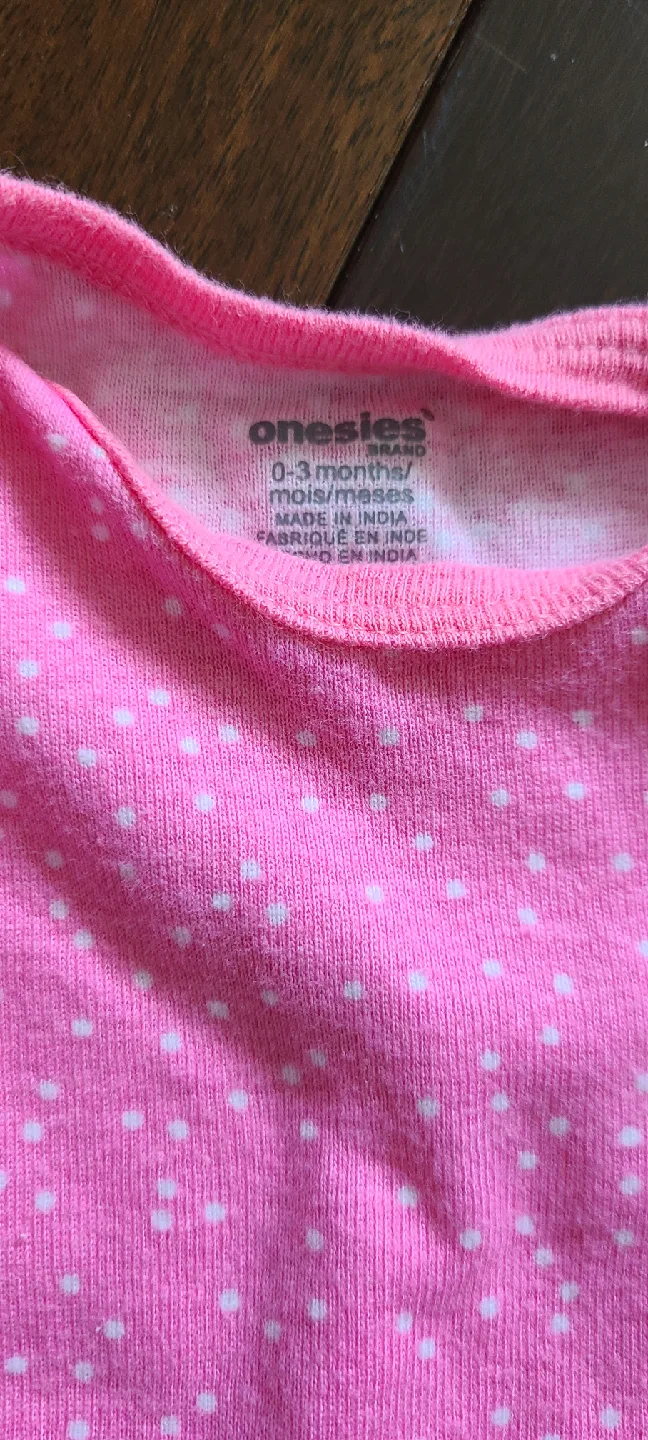 onesies
BRAND
0-3 months/
mois/meses
MADE IN INDIA
FABRIQUÉ EN INDE
EN INDIA